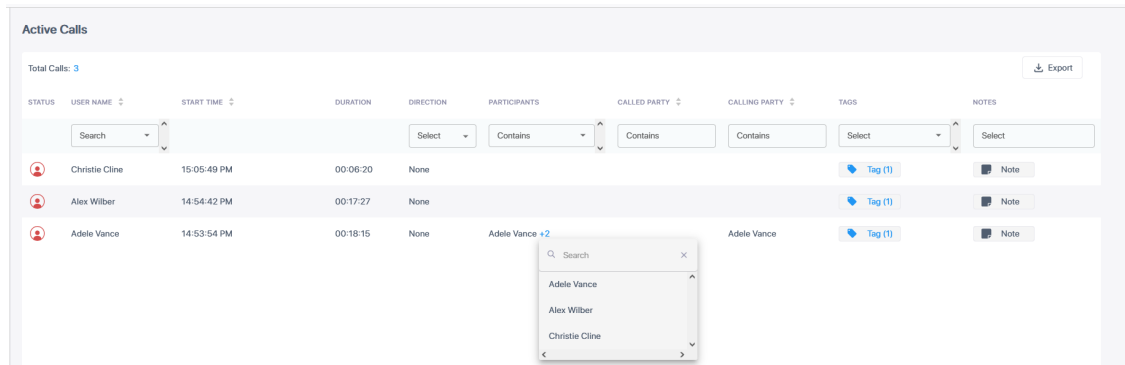 Active Calls
Total Calls: 3
Export
STATUS USER NAME START TIME DURATION DIRECTION PARTICIPANTS CALLED PARTY CALLING PARTY TAGS NOTES
Search Select Contains Contains Contains Select Select
Christie Cline 15:05:49 PM 00:06:20 None Tag (1) Note
Alex Wilber 14:54:42 PM 00:17:27 None Tag (1) Note
Adele Vance 14:53:54 PM 00:18:15 None Adele Vance +2 Adele Vance Tag (1) Note
Search
Adele Vance
Alex Wilber
Christie Cline